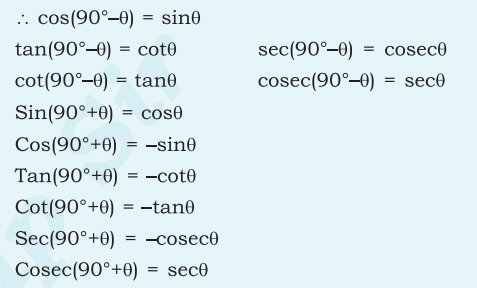 ∴ cos(90°–θ) = sinθ
tan(90°–θ) = cotθ sec(90°–θ) = cosecθ
cot(90°–θ) = tanθ cosec(90°–θ) = secθ
Sin(90°+θ) = cosθ
Cos(90°+θ) = –sinθ
Tan(90°+θ) = –cotθ
Cot(90°+θ) = –tanθ
Sec(90°+θ) = –cosecθ
Cosec(90°+θ) = secθ